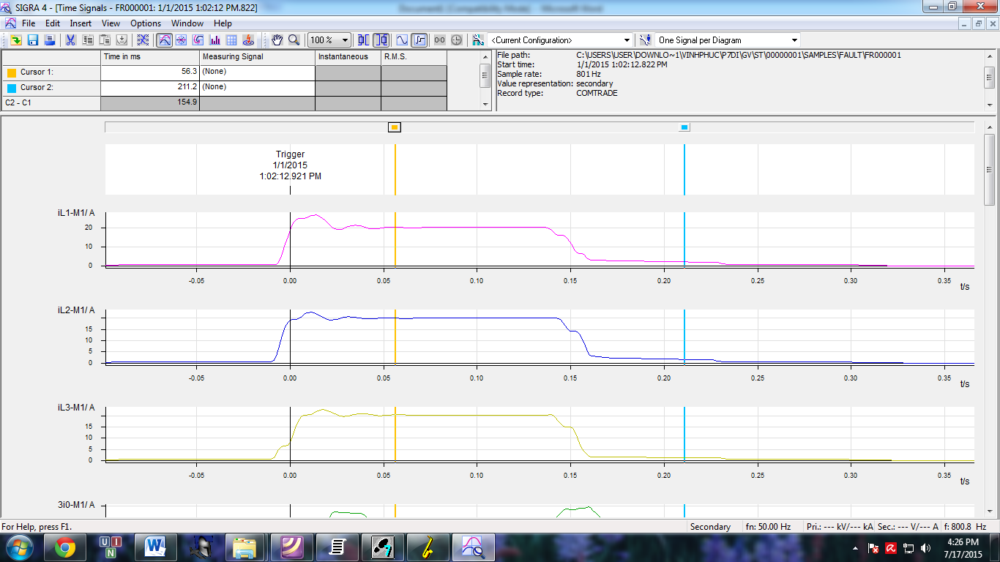 SIGRA 4 - [Time Signals - FR000001: 1/1/2015 1:02:12 PM.822]
Document1 [Compatibility Mode] - Microsoft Word
File Edit Insert View Options Window Help
100 % <Current Configuration> One Signal per Diagram
Time in ms Measuring Signal Instantaneous R.M.S.
Cursor 1: 56.3 (None)
Cursor 2: 211.2 (None)
C2 - C1 154.9
File path: C:\USERS\USER\DOWNLO~1\VINHPHUC\P7DI\GV\ST\00000001\SAMPLES\FAULT\FR000001
Start time: 1/1/2015 1:02:12.822 PM
Sample rate: 801 Hz
Value representation: secondary
Record type: COMTRADE
Trigger
1/1/2015
1:02:12.921 PM
iL1-M1/ A
20
10
0
-0.05 0.00 0.05 0.10 0.15 0.20 0.25 0.30 0.35
t/s
iL2-M1/ A
15
10
5
0
-0.05 0.00 0.05 0.10 0.15 0.20 0.25 0.30 0.35
t/s
iL3-M1/ A
15
10
5
0
-0.05 0.00 0.05 0.10 0.15 0.20 0.25 0.30 0.35
t/s
3i0-M1/ A
For Help, press F1. Secondary fn: 50.00 Hz Pri.: --- kV/--- kA Sec.: --- V/--- A f: 800.8 Hz
U I N
4:26 PM
7/17/2015